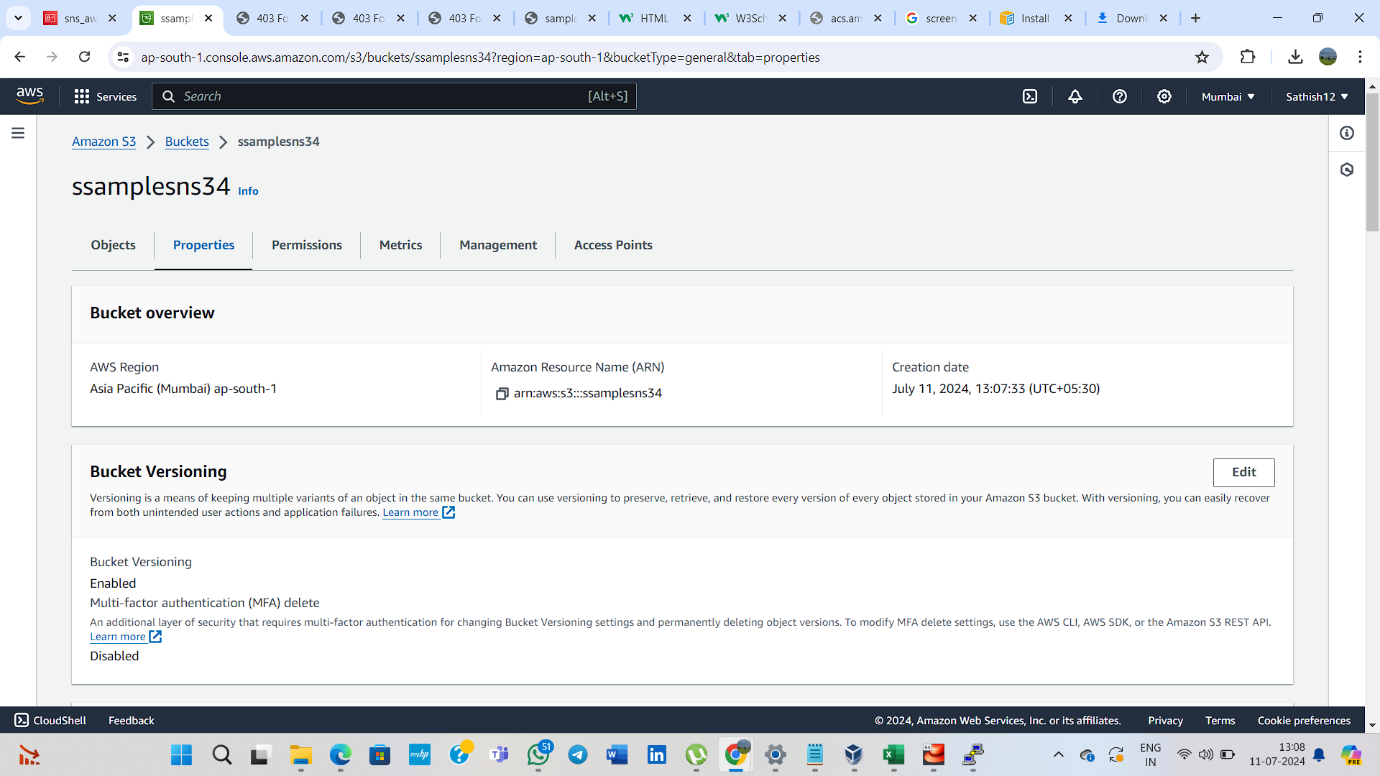 sns_aw
ssampl
403 Fo
403 Fo
403 Fo
sample
HTML
W3Sch
acs.am
screen
Install
Downl
ap-south-1.console.aws.amazon.com/s3/buckets/ssamplesns34?region=ap-south-1&bucketType=general&tab=properties
aws Services Search [Alt+S] Mumbai Sathish12
Amazon S3 Buckets ssamplesns34
ssamplesns34 Info
Objects Properties Permissions Metrics Management Access Points
Bucket overview
AWS Region
Asia Pacific (Mumbai) ap-south-1
Amazon Resource Name (ARN)
arn:aws:s3:::ssamplesns34
Creation date
July 11, 2024, 13:07:33 (UTC+05:30)
Bucket Versioning
Edit
Versioning is a means of keeping multiple variants of an object in the same bucket. You can use versioning to preserve, retrieve, and restore every version of every object stored in your Amazon S3 bucket. With versioning, you can easily recover
from both unintended user actions and application failures. Learn more
Bucket Versioning
Enabled
Multi-factor authentication (MFA) delete
An additional layer of security that requires multi-factor authentication for changing Bucket Versioning settings and permanently deleting object versions. To modify MFA delete settings, use the AWS CLI, AWS SDK, or the Amazon S3 REST API.
Learn more
Disabled
CloudShell Feedback © 2024, Amazon Web Services, Inc. or its affiliates. Privacy Terms Cookie preferences
51
ENG
IN
13:08
11-07-2024
PRE